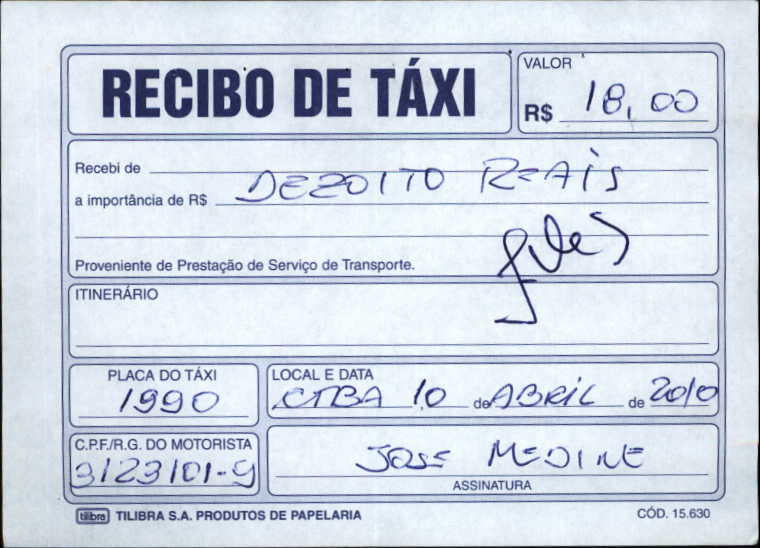 RECIBO DE TÁXI
VALOR
R$ 18,00
Recebi de
a importância de R$ DEZOITO REAIS
Proveniente de Prestação de Serviço de Transporte.
ITINERÁRIO
PLACA DO TÁXI
1990
LOCAL E DATA
CTBA 10 de ABRIL de 2010
C.P.F./R.G. DO MOTORISTA
3123101-9
JOSE MEDINE
ASSINATURA
tilibra TILIBRA S.A. PRODUTOS DE PAPELARIA
CÓD. 15.630